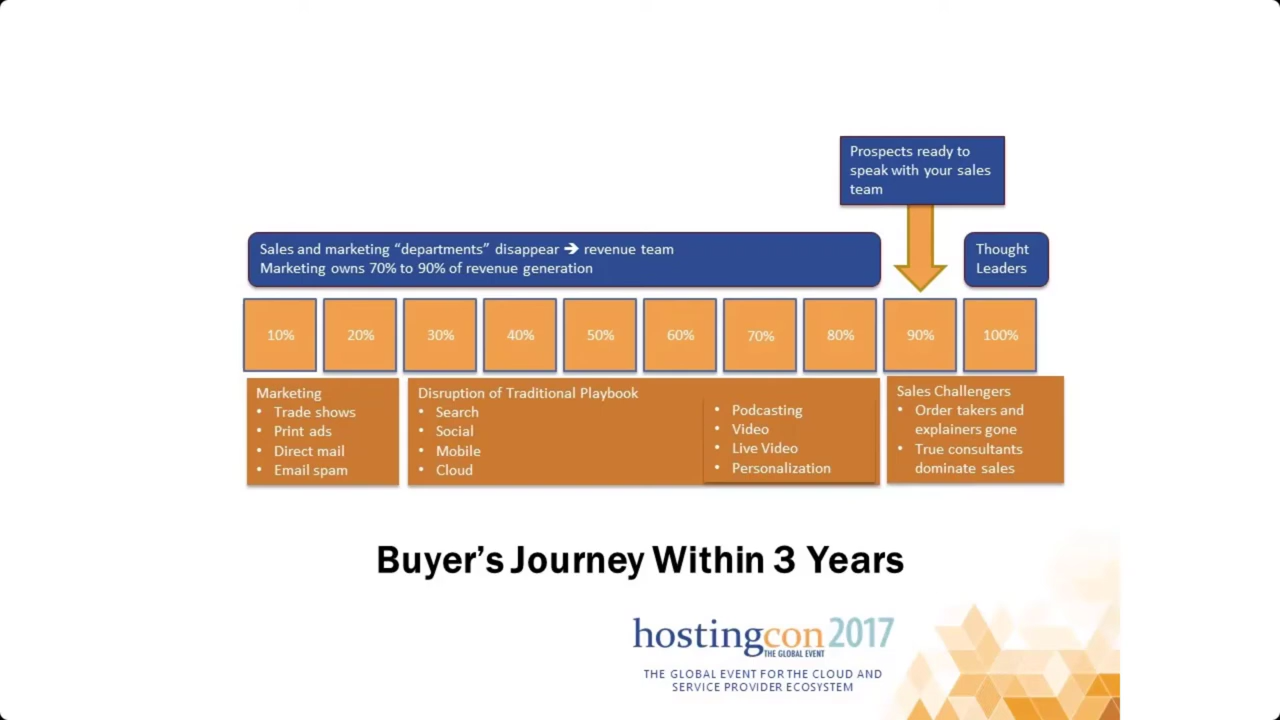 Prospects ready to
speak with your sales
team
Sales and marketing “departments” disappear ➔ revenue team
Marketing owns 70% to 90% of revenue generation
Thought
Leaders
10%
20%
30%
40%
50%
60%
70%
80%
90%
100%
Marketing
• Trade shows
• Print ads
• Direct mail
• Email spam
Disruption of Traditional Playbook
• Search
• Social
• Mobile
• Cloud
• Podcasting
• Video
• Live Video
• Personalization
Sales Challengers
• Order takers and
explainers gone
• True consultants
dominate sales
Buyer’s Journey Within 3 Years
hostingcon 2017
THE GLOBAL EVENT
THE GLOBAL EVENT FOR THE CLOUD AND
SERVICE PROVIDER ECOSYSTEM